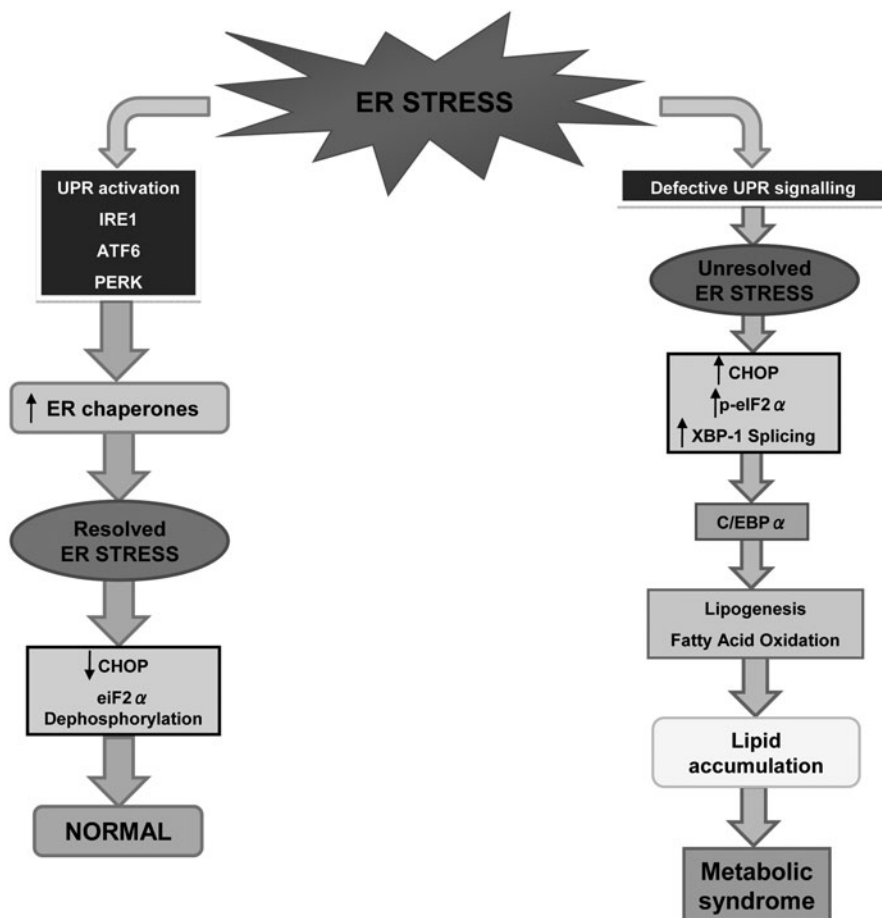 ER STRESS
UPR activation
IRE1
ATF6
PERK
↑ ER chaperones
Resolved
ER STRESS
↓ CHOP
eiF2 α
Dephosphorylation
NORMAL
Defective UPR signalling
Unresolved
ER STRESS
↑ CHOP
↑ p-eIF2 α
↑ XBP-1 Splicing
C/EBP α
Lipogenesis
Fatty Acid Oxidation
Lipid
accumulation
Metabolic
syndrome